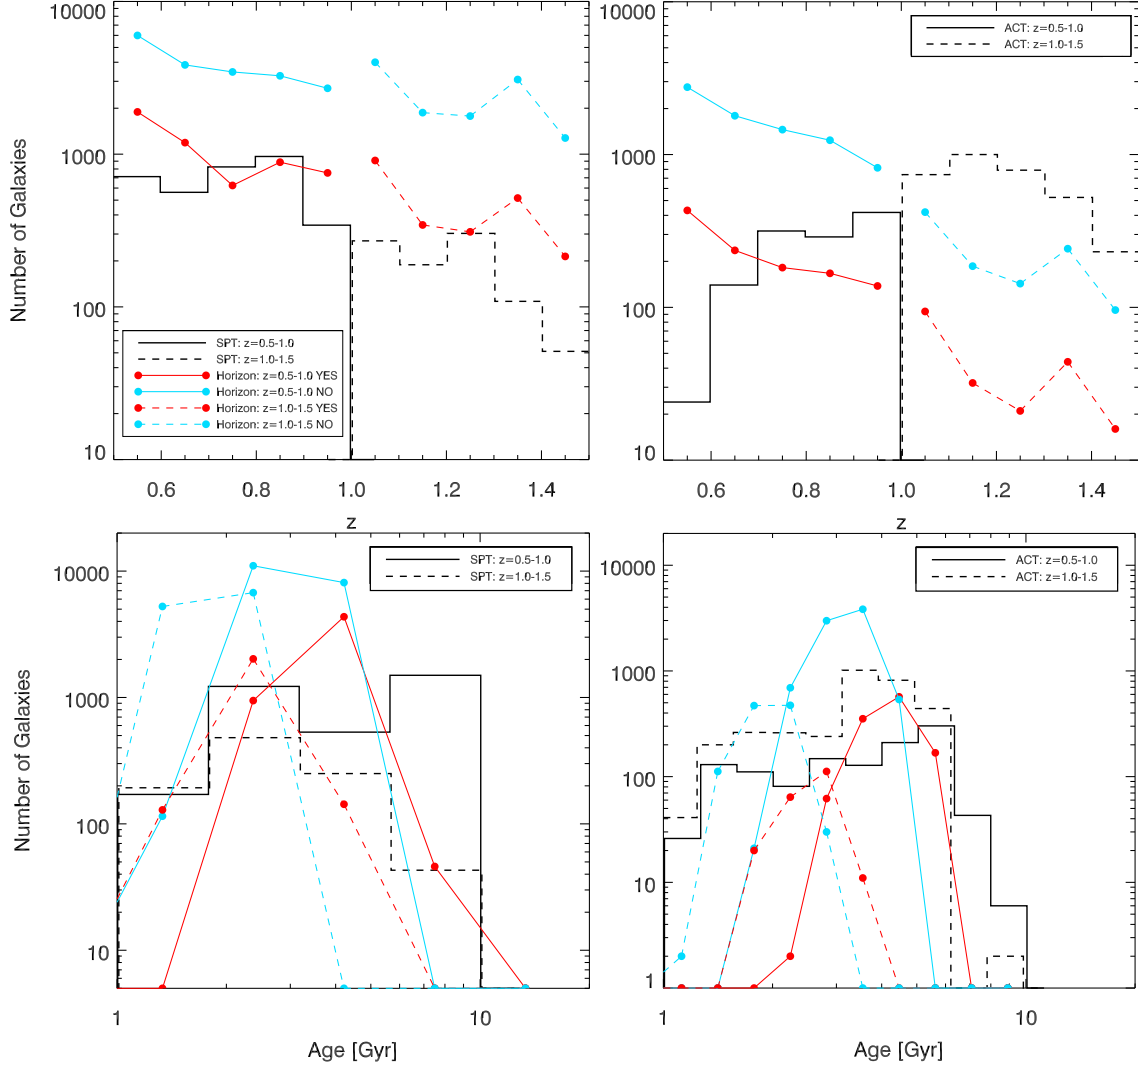 10000
1000
100
10
Number of Galaxies
SPT: z=0.5-1.0
SPT: z=1.0-1.5
Horizon: z=0.5-1.0 YES
Horizon: z=0.5-1.0 NO
Horizon: z=1.0-1.5 YES
Horizon: z=1.0-1.5 NO
0.6 0.8 1.0 1.2 1.4
z
10000
1000
100
10
ACT: z=0.5-1.0
ACT: z=1.0-1.5
0.6 0.8 1.0 1.2 1.4
z
10000
1000
100
10
Number of Galaxies
SPT: z=0.5-1.0
SPT: z=1.0-1.5
1 10
Age [Gyr]
10000
1000
100
10
1
ACT: z=0.5-1.0
ACT: z=1.0-1.5
1 10
Age [Gyr]